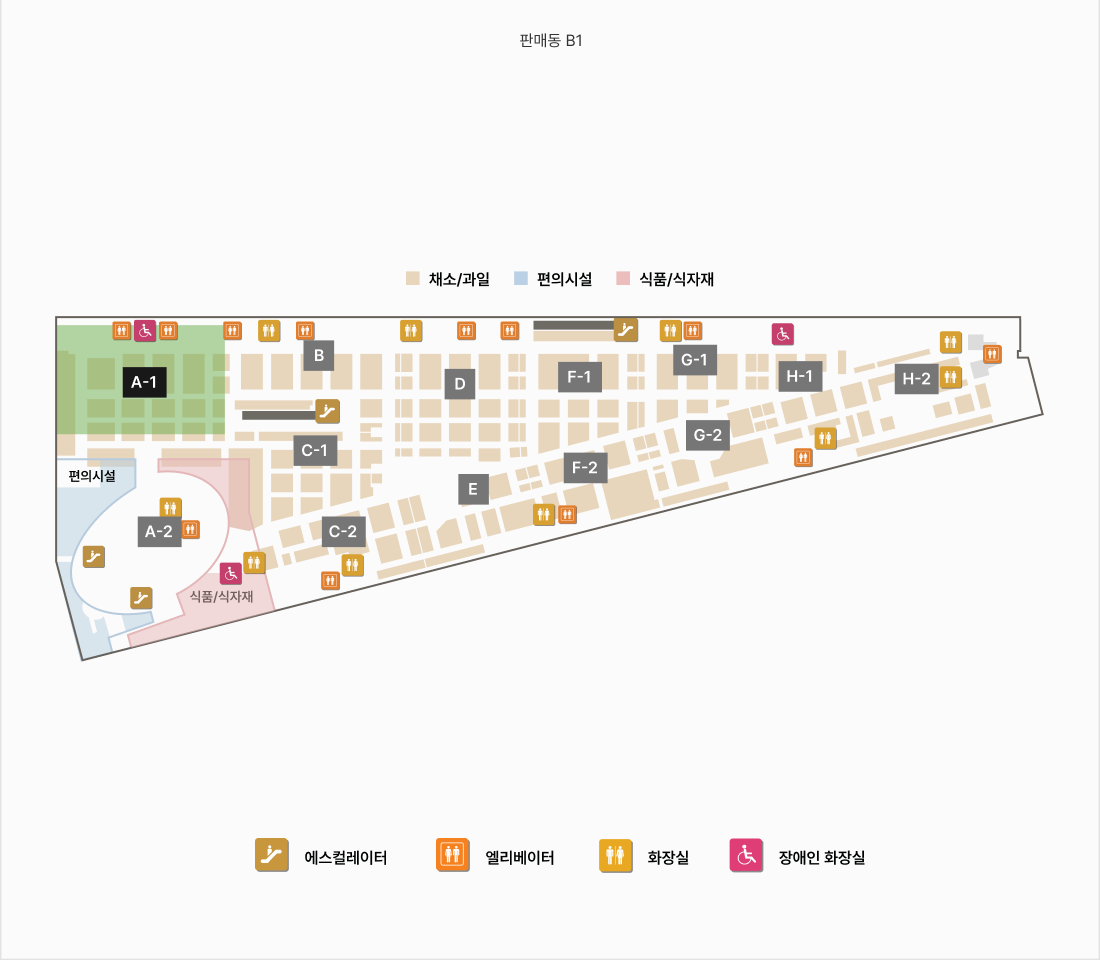 판매동 B1
채소/과일 편의시설 식품/식자재
B
G-1
A-1 D F-1 H-1 H-2
G-2
C-1
F-2
편의시설
E
A-2 C-2
식품/식자재
에스컬레이터 엘리베이터 화장실 장애인 화장실